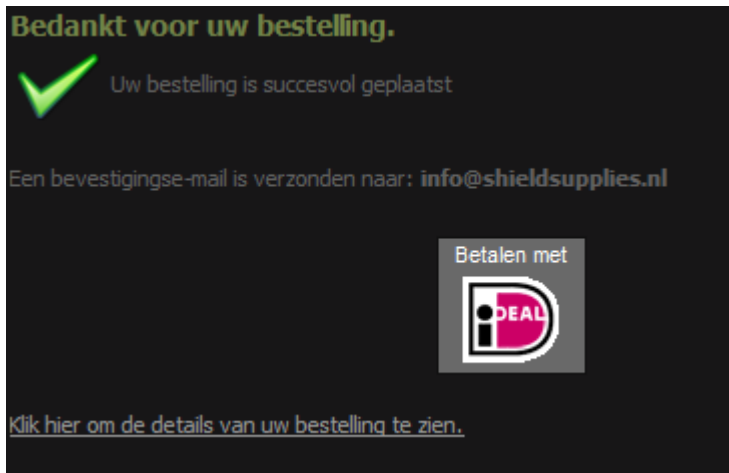 Bedankt voor uw bestelling.
Uw bestelling is succesvol geplaatst
Een bevestigingse-mail is verzonden naar: info@shieldsupplies.nl
Betalen met
iDEAL
Klik hier om de details van uw bestelling te zien.